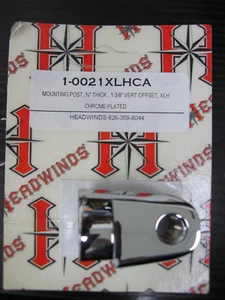 1-0021XLHCA
MOUNTING POST, ¾" THICK, 1 3/8" VERT OFFSET, XLH
CHROME PLATED
HEADWINDS 626-359-8044
HEADWINDS
HEADWINDS